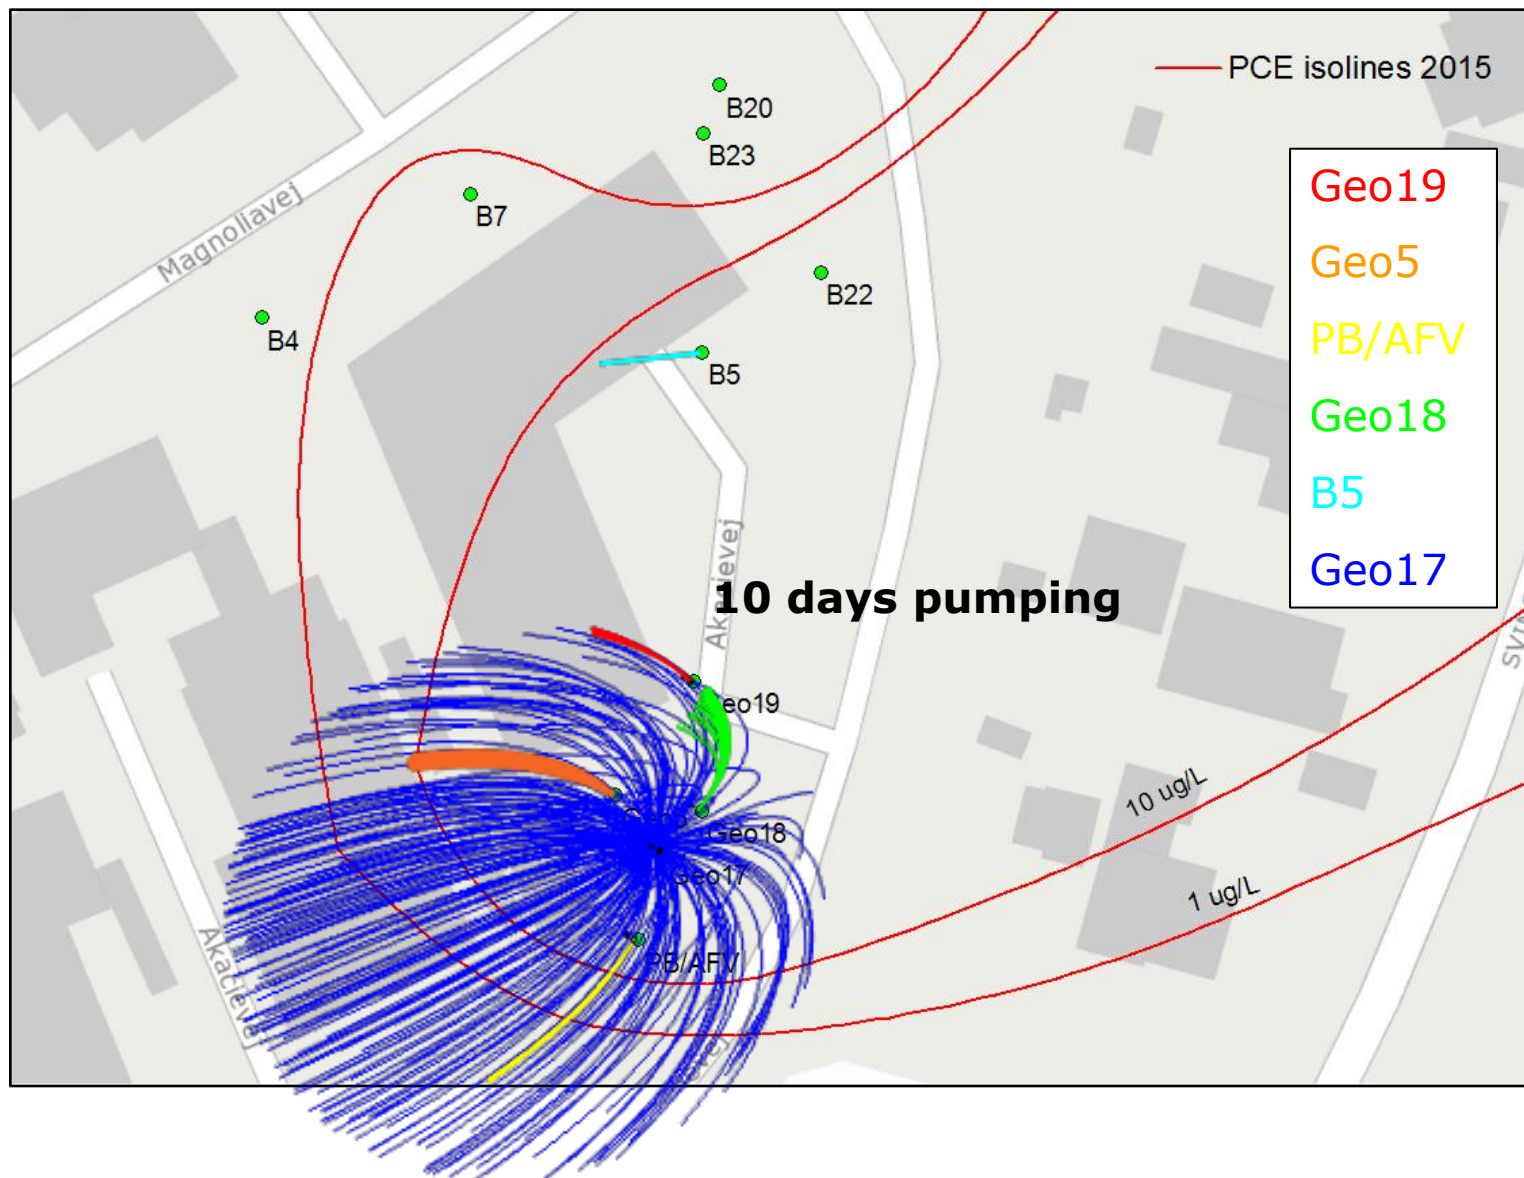 PCE isolines 2015
B20
B23
B7
B22
B4
B5
Magnoliavej
Geo19
Geo5
PB/AFV
Geo18
B5
Geo17
Akacievej
10 days pumping
eo19
10 ug/L
Geo18
Geo17
1 ug/L
PB/AFV
Akacievej